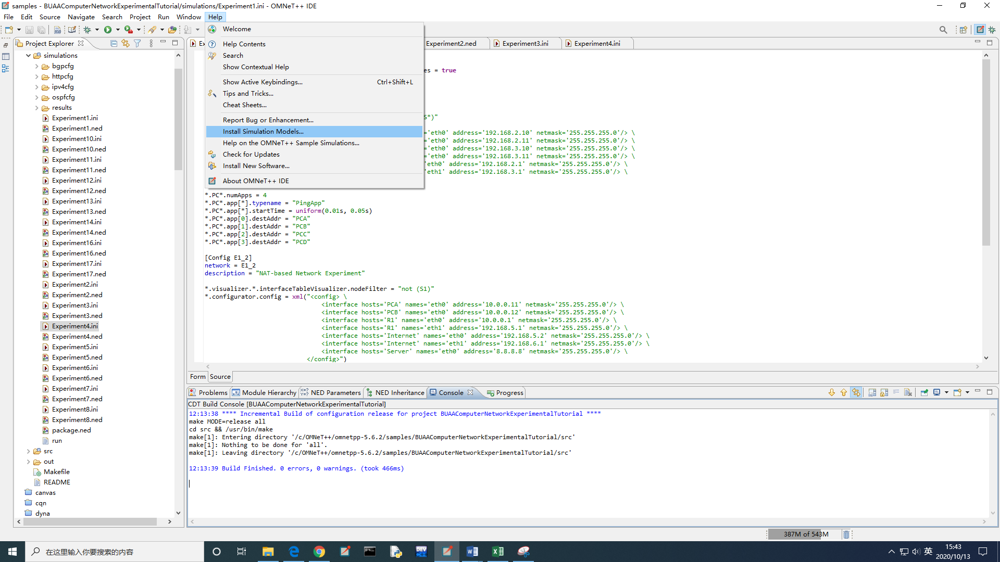 samples - BUAAComputerNetworkExperimentalTutorial/simulations/Experiment1.ini - OMNeT++ IDE
File Edit Source Navigate Search Project Run Window Help
Project Explorer
simulations
bgpcfg
httpcfg
ipv4cfg
ospfcfg
results
Experiment1.ini
Experiment1.ned
Experiment10.ini
Experiment10.ned
Experiment11.ini
Experiment11.ned
Experiment12.ini
Experiment12.ned
Experiment13.ini
Experiment13.ned
Experiment14.ini
Experiment14.ned
Experiment16.ini
Experiment16.ned
Experiment17.ini
Experiment17.ned
Experiment2.ini
Experiment2.ned
Experiment3.ini
Experiment3.ned
Experiment4.ini
Experiment4.ned
Experiment5.ini
Experiment5.ned
Experiment6.ini
Experiment6.ned
Experiment7.ini
Experiment7.ned
Experiment8.ini
Experiment8.ned
package.ned
run
src
out
Makefile
README
canvas
cqn
dyna
Welcome
Help Contents
Search
Show Contextual Help
Show Active Keybindings... Ctrl+Shift+L
Tips and Tricks...
Cheat Sheets...
Report Bug or Enhancement...
Install Simulation Models...
Help on the OMNeT++ Sample Simulations...
Check for Updates
Install New Software...
About OMNeT++ IDE
Experiment2.ned Experiment3.ini Experiment4.ini
es = true
S*)"
='eth0' address='192.168.2.10' netmask='255.255.255.0'/> \
='eth0' address='192.168.2.11' netmask='255.255.255.0'/> \
='eth0' address='192.168.3.10' netmask='255.255.255.0'/> \
='eth0' address='192.168.3.11' netmask='255.255.255.0'/> \
'eth0' address='192.168.2.1' netmask='255.255.255.0'/> \
'eth1' address='192.168.3.1' netmask='255.255.255.0'/> \
*.PC*.numApps = 4
*.PC*.app[*].typename = "PingApp"
*.PC*.app[*].startTime = uniform(0.01s, 0.05s)
*.PC*.app[0].destAddr = "PCA"
*.PC*.app[1].destAddr = "PCB"
*.PC*.app[2].destAddr = "PCC"
*.PC*.app[3].destAddr = "PCD"
[Config E1_2]
network = E1_2
description = "NAT-based Network Experiment"
*.visualizer.*.interfaceTableVisualizer.nodeFilter = "not (S1)"
*.configurator.config = xml("<config> \
<interface hosts='PCA' names='eth0' address='10.0.0.11' netmask='255.255.255.0'/> \
<interface hosts='PCB' names='eth0' address='10.0.0.12' netmask='255.255.255.0'/> \
<interface hosts='R1' names='eth0' address='10.0.0.1' netmask='255.255.255.0'/> \
<interface hosts='R1' names='eth1' address='192.168.5.1' netmask='255.255.255.0'/> \
<interface hosts='Internet' names='eth0' address='192.168.5.2' netmask='255.255.255.0'/> \
<interface hosts='Internet' names='eth1' address='192.168.6.1' netmask='255.255.255.0'/> \
<interface hosts='Server' names='eth0' address='8.8.8.8' netmask='255.255.255.0'/> \
</config>")
Form Source
Problems Module Hierarchy NED Parameters NED Inheritance Console Progress
CDT Build Console [BUAAComputerNetworkExperimentalTutorial]
12:13:38 **** Incremental Build of configuration release for project BUAAComputerNetworkExperimentalTutorial ****
make MODE=release all
cd src && /usr/bin/make
make[1]: Entering directory '/c/OMNeT++/omnetpp-5.6.2/samples/BUAAComputerNetworkExperimentalTutorial/src'
make[1]: Nothing to be done for 'all'.
make[1]: Leaving directory '/c/OMNeT++/omnetpp-5.6.2/samples/BUAAComputerNetworkExperimentalTutorial/src'
12:13:39 Build Finished. 0 errors, 0 warnings. (took 466ms)
387M of 543M
在这里输入你要搜索的内容
DEV
英
15:43
2020/10/13